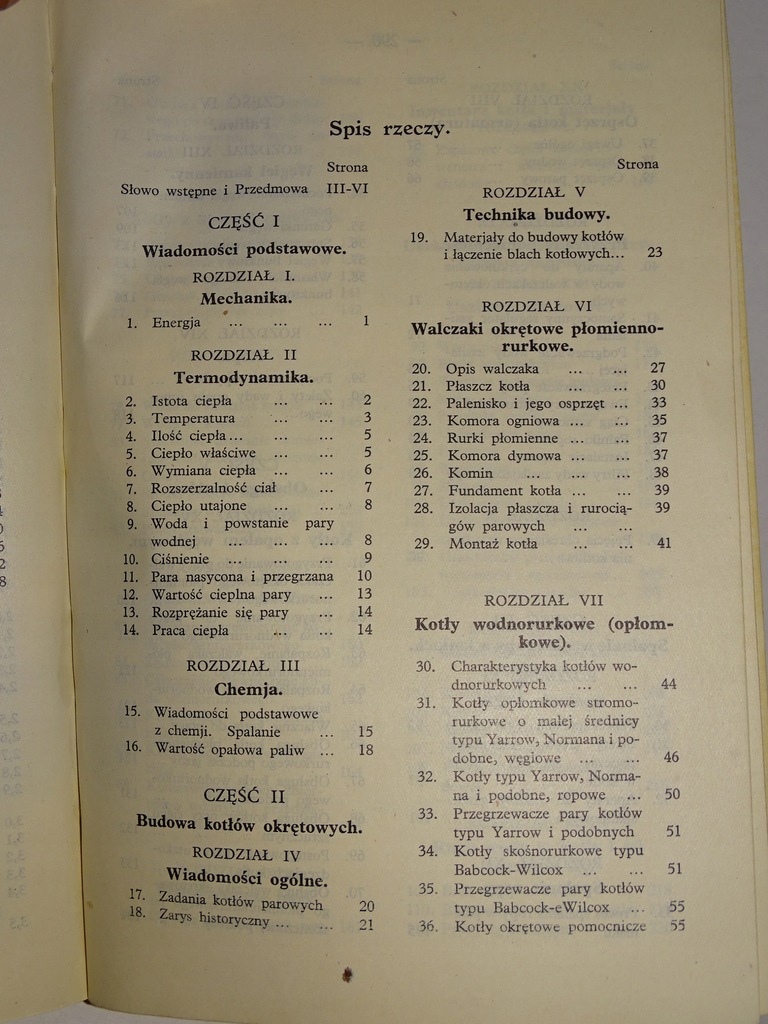 Spis rzeczy.
Strona
Słowo wstępne i Przedmowa III-VI
CZĘŚĆ I
Wiadomości podstawowe.
ROZDZIAŁ I.
Mechanika.
1. Energja ... ... ... 1
ROZDZIAŁ II
Termodynamika.
2. Istota ciepła ... ... 2
3. Temperatura ... ... 3
4. Ilość ciepła ... ... ... 5
5. Ciepło właściwe ... ... 5
6. Wymiana ciepła ... ... 6
7. Rozszerzalność ciał ... 7
8. Ciepło utajone ... ... 8
9. Woda i powstanie pary
wodnej ... ... ... 8
10. Ciśnienie ... ... ... 9
11. Para nasycona i przegrzana 10
12. Wartość cieplna pary ... 13
13. Rozprężanie się pary ... 14
14. Praca ciepła ... ... 14
ROZDZIAŁ III
Chemja.
15. Wiadomości podstawowe
z chemji. Spalanie ... 15
16. Wartość opałowa paliw ... 18
CZĘŚĆ II
Budowa kotłów okrętowych.
ROZDZIAŁ IV
Wiadomości ogólne.
17. Zadania kotłów parowych 20
18. Zarys historyczny ... ... 21
Strona
ROZDZIAŁ V
Technika budowy.
19. Materjały do budowy kotłów
i łączenie blach kotłowych... 23
ROZDZIAŁ VI
Walczaki okrętowe płomienno-
rurkowe.
20. Opis walczaka ... ... 27
21. Płaszcz kotła ... ... 30
22. Palenisko i jego osprzęt ... 33
23. Komora ogniowa ... ... 35
24. Rurki płomienne ... ... 37
25. Komora dymowa ... ... 37
26. Komin ... ... ... 38
27. Fundament kotła ... ... 39
28. Izolacja płaszcza i rurocią- 39
gów parowych ... ...
29. Montaż kotła ... ... 41
ROZDZIAŁ VII
Kotły wodnorurkowe (opłom-
kowe).
30. Charakterystyka kotłów wo-
dnorurkowych ... ... 44
31. Kotły opłomkowe stromo-
rurkowe o małej średnicy
typu Yarrow, Normana i po-
dobne, węglowe ... ... 46
32. Kotły typu Yarrow, Norma-
na i podobne, ropowe ... 50
33. Przegrzewacze pary kotłów
typu Yarrow i podobnych 51
34. Kotły skośnorurkowe typu
Babcock-Wilcox ... ... 51
35. Przegrzewacze pary kotłów
typu Babcock-eWilcox ... 55
36. Kotły okrętowe pomocnicze 55